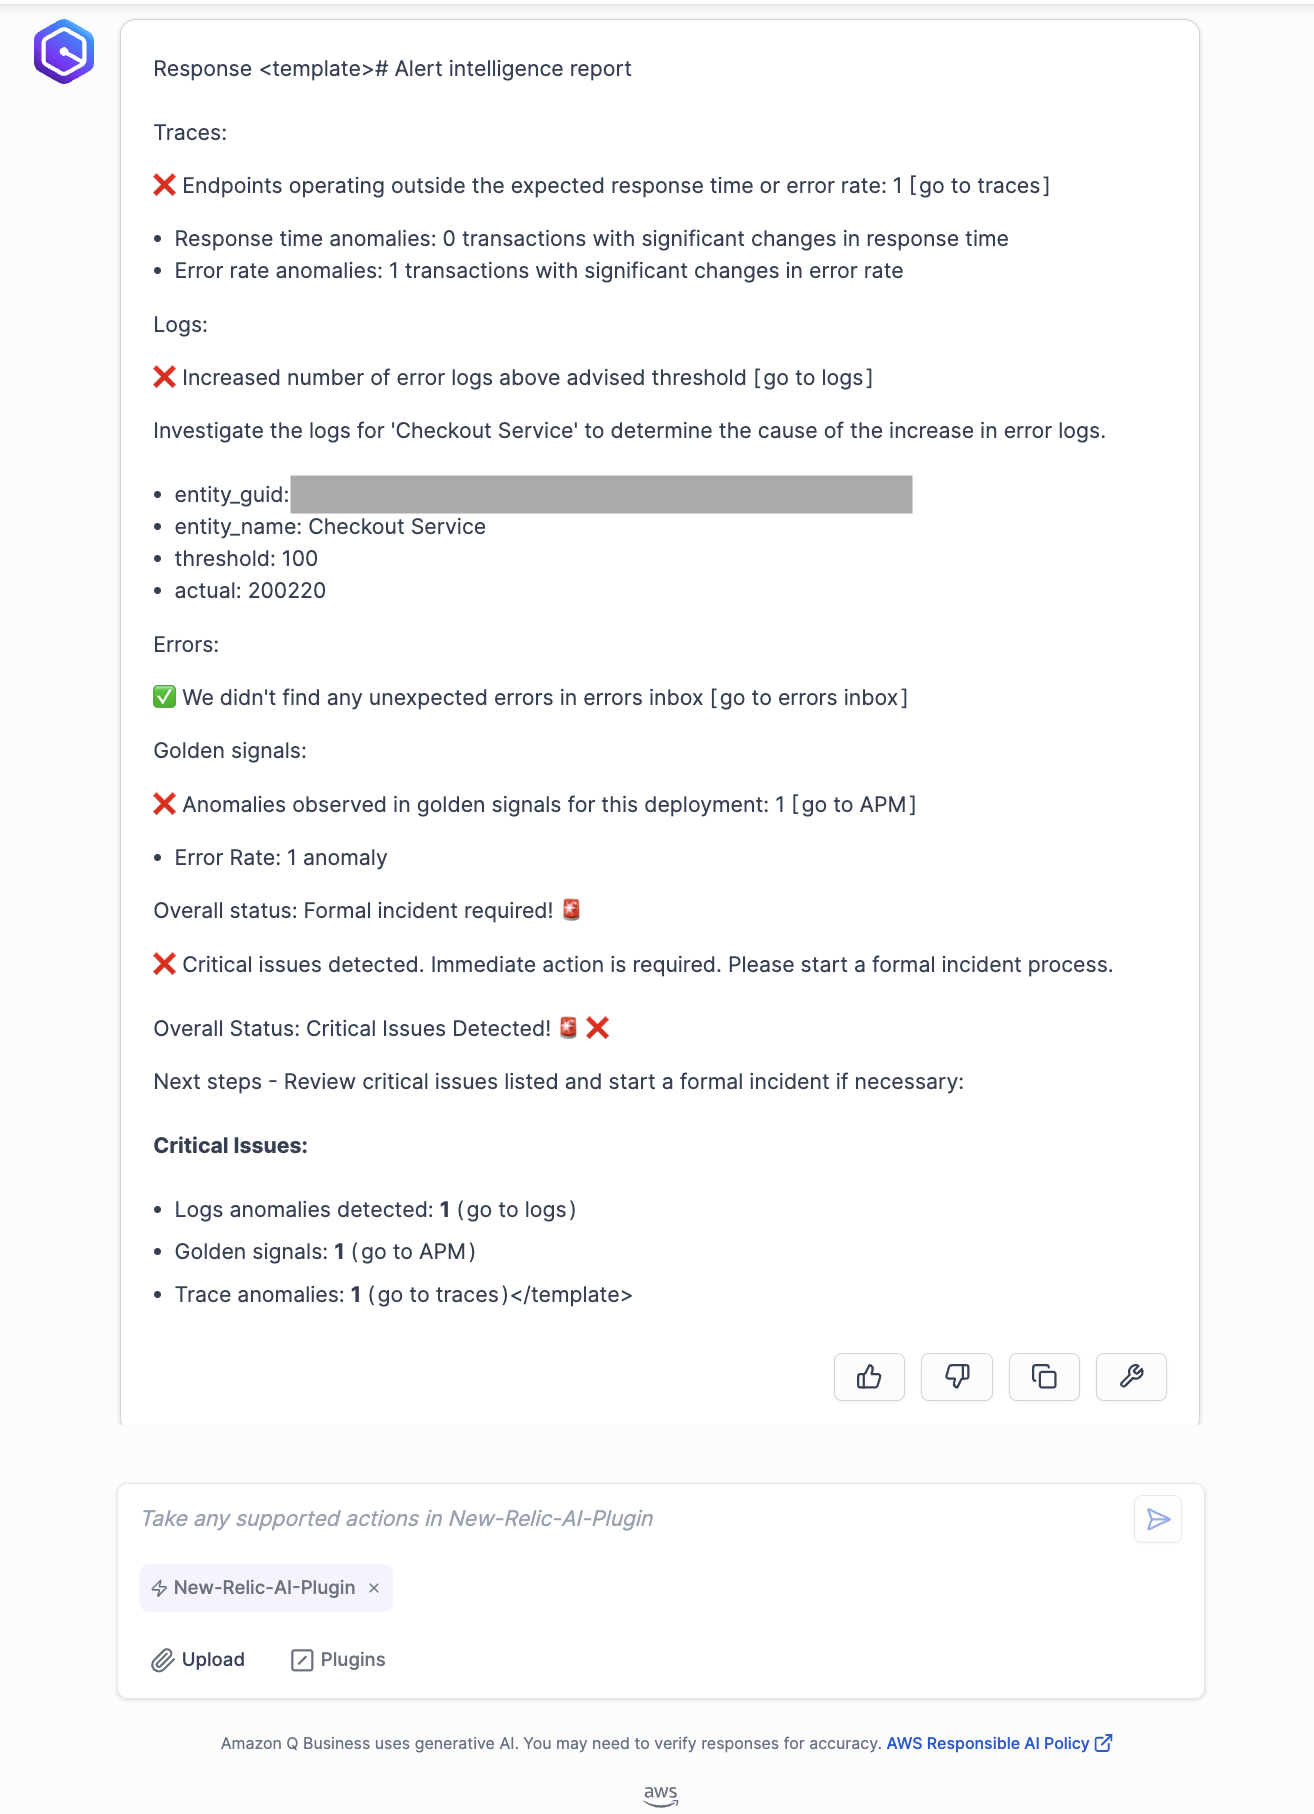 Response <template># Alert intelligence report
Traces:
❌ Endpoints operating outside the expected response time or error rate: 1 [go to traces]
• Response time anomalies: 0 transactions with significant changes in response time
• Error rate anomalies: 1 transactions with significant changes in error rate
Logs:
❌ Increased number of error logs above advised threshold [go to logs]
Investigate the logs for 'Checkout Service' to determine the cause of the increase in error logs.
• entity_guid:
• entity_name: Checkout Service
• threshold: 100
• actual: 200220
Errors:
✅ We didn't find any unexpected errors in errors inbox [go to errors inbox]
Golden signals:
❌ Anomalies observed in golden signals for this deployment: 1 [go to APM]
• Error Rate: 1 anomaly
Overall status: Formal incident required! 🚨
❌ Critical issues detected. Immediate action is required. Please start a formal incident process.
Overall Status: Critical Issues Detected! 🚨 ❌
Next steps - Review critical issues listed and start a formal incident if necessary:
Critical Issues:
• Logs anomalies detected: 1 (go to logs)
• Golden signals: 1 (go to APM)
• Trace anomalies: 1 (go to traces)</template>
Take any supported actions in New-Relic-AI-Plugin
New-Relic-AI-Plugin ×
Upload Plugins
Amazon Q Business uses generative AI. You may need to verify responses for accuracy. AWS Responsible AI Policy
aws